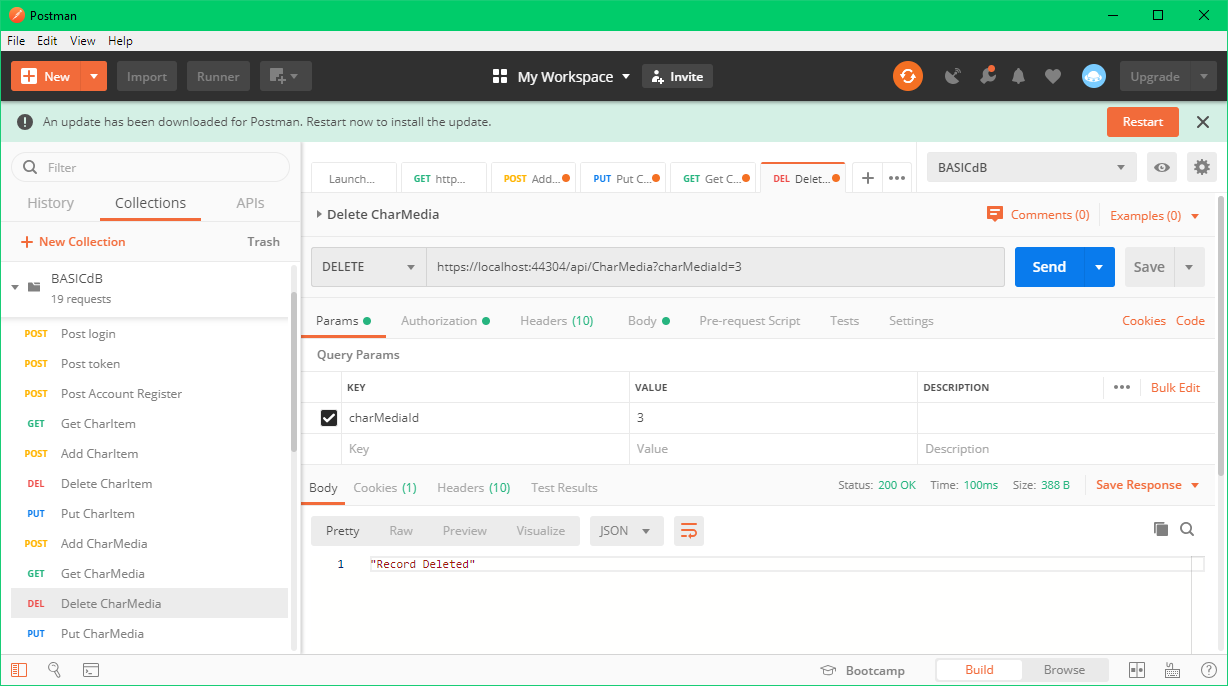 Postman
File Edit View Help
New Import Runner My Workspace Invite Upgrade
An update has been downloaded for Postman. Restart now to install the update. Restart
Filter
History Collections APIs
New Collection Trash
BASICdB
19 requests
POST Post login
POST Post token
POST Post Account Register
GET Get CharItem
POST Add CharItem
DEL Delete CharItem
PUT Put CharItem
POST Add CharMedia
GET Get CharMedia
DEL Delete CharMedia
PUT Put CharMedia
Launch... GET http... POST Add... PUT Put C... GET Get C... DEL Delet... BASICdB
Delete CharMedia Comments (0) Examples (0)
DELETE https://localhost:44304/api/CharMedia?charMediaId=3 Send Save
Params Authorization Headers (10) Body Pre-request Script Tests Settings Cookies Code
Query Params
KEY VALUE DESCRIPTION Bulk Edit
charMediaId 3
Key Value Description
Body Cookies (1) Headers (10) Test Results Status: 200 OK Time: 100ms Size: 388 B Save Response
Pretty Raw Preview Visualize JSON
1 "Record Deleted"
Bootcamp Build Browse